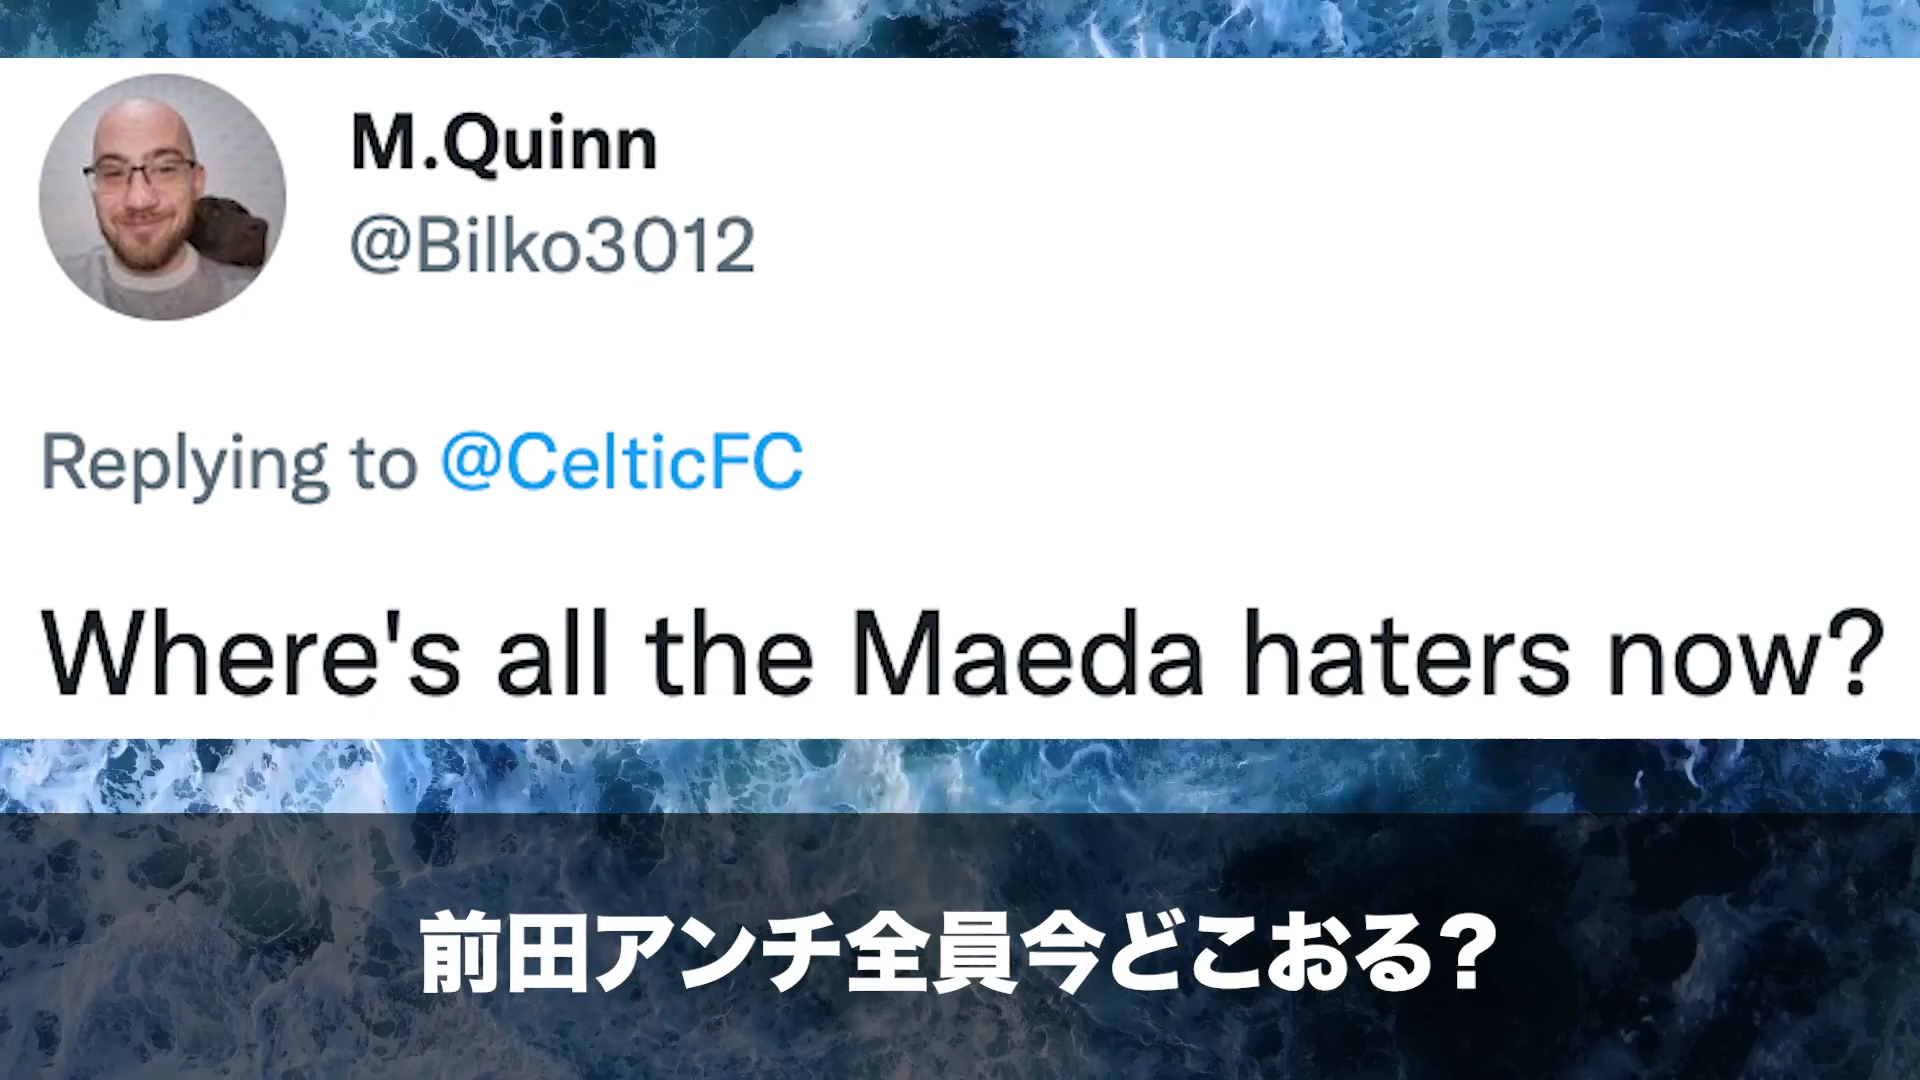 M.Quinn
@Bilko3012
Replying to @CelticFC
Where's all the Maeda haters now?
前田アンチ全員今どこおる?